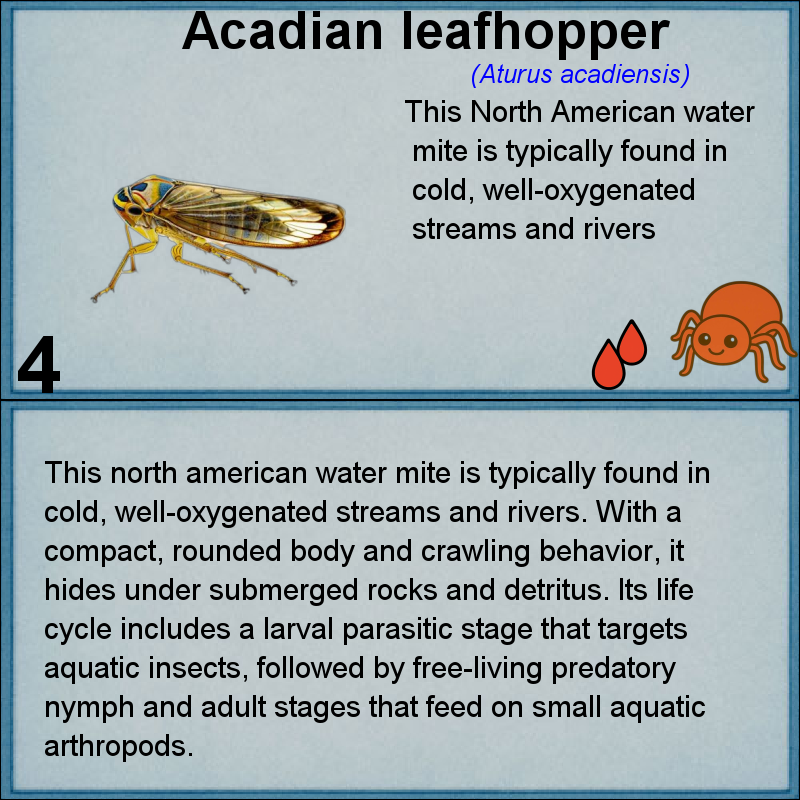 Acadian leafhopper
(Aturus acadiensis)
This North American water
mite is typically found in
cold, well-oxygenated
streams and rivers
4
This north american water mite is typically found in
cold, well-oxygenated streams and rivers. With a
compact, rounded body and crawling behavior, it
hides under submerged rocks and detritus. Its life
cycle includes a larval parasitic stage that targets
aquatic insects, followed by free-living predatory
nymph and adult stages that feed on small aquatic
arthropods.